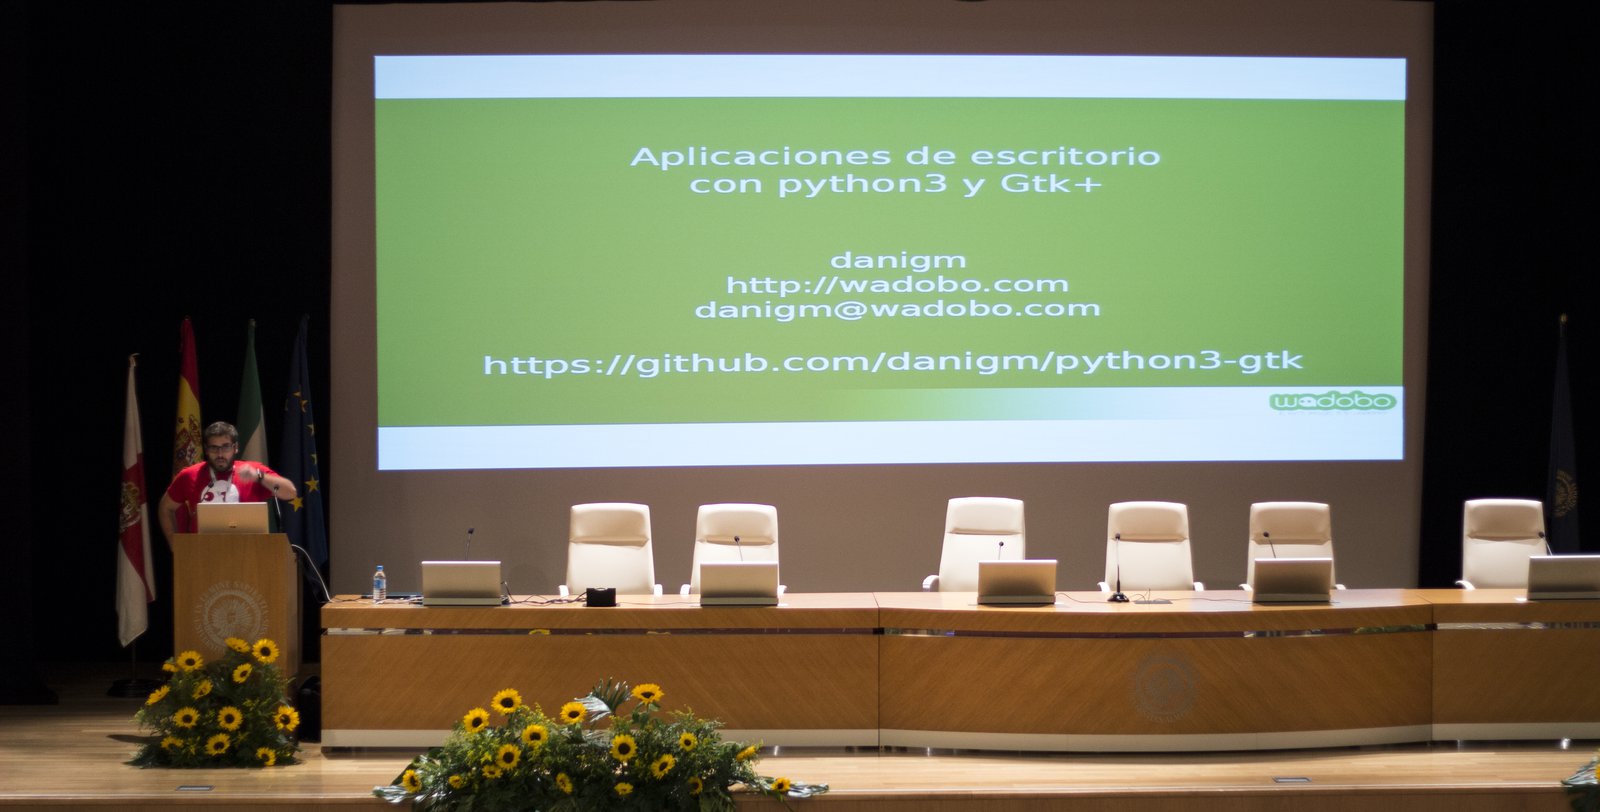 Aplicaciones de escritorio
con python3 y Gtk+
danigm
http://wadobo.com
danigm@wadobo.com
https://github.com/danigm/python3-gtk
wadobo